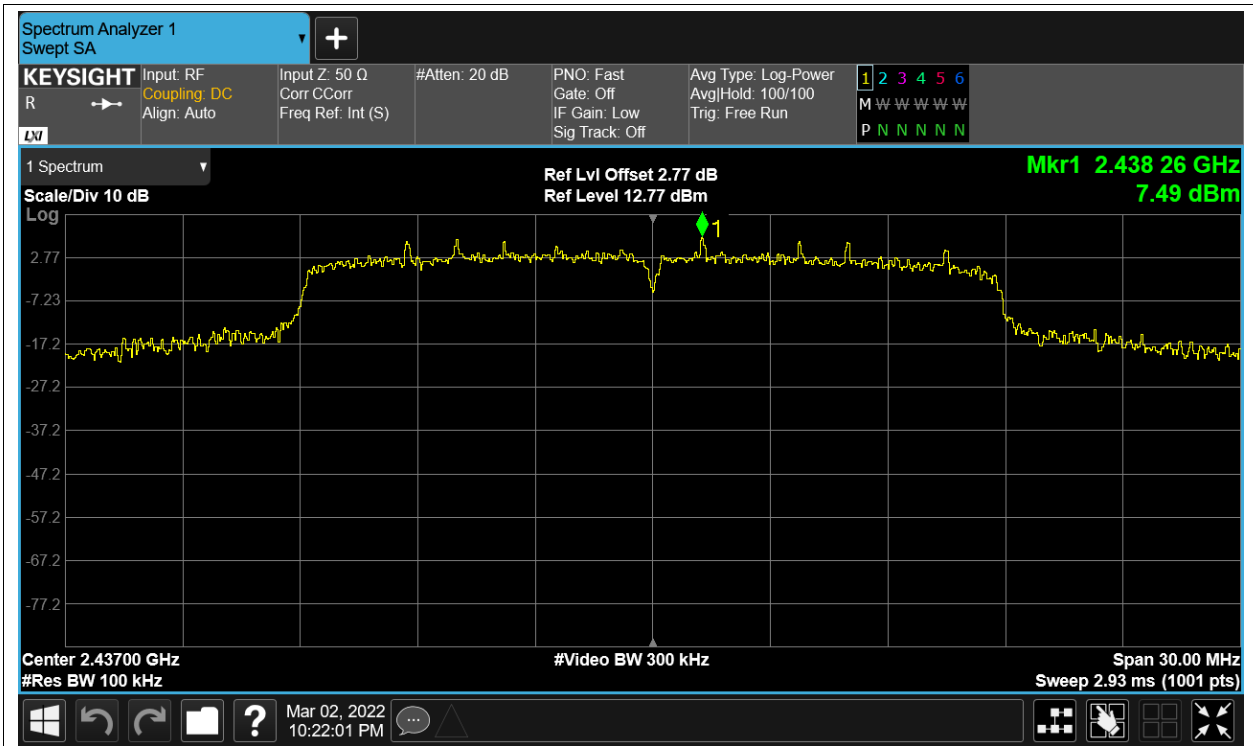 Spectrum Analyzer 1
Swept SA
KEYSIGHT
R
LXI
Input: RF
Coupling: DC
Align: Auto
Input Z: 50 Ω
Corr CCorr
Freq Ref: Int (S)
#Atten: 20 dB
PNO: Fast
Gate: Off
IF Gain: Low
Sig Track: Off
Avg Type: Log-Power
Avg|Hold: 100/100
Trig: Free Run
1 2 3 4 5 6
M W W W W W
P N N N N N
1 Spectrum
Scale/Div 10 dB
Log
Ref Lvl Offset 2.77 dB
Ref Level 12.77 dBm
Mkr1 2.438 26 GHz
7.49 dBm
1
2.77
-7.23
-17.2
-27.2
-37.2
-47.2
-57.2
-67.2
-77.2
Center 2.43700 GHz
#Video BW 300 kHz
Span 30.00 MHz
#Res BW 100 kHz
Sweep 2.93 ms (1001 pts)
?
Mar 02, 2022
10:22:01 PM